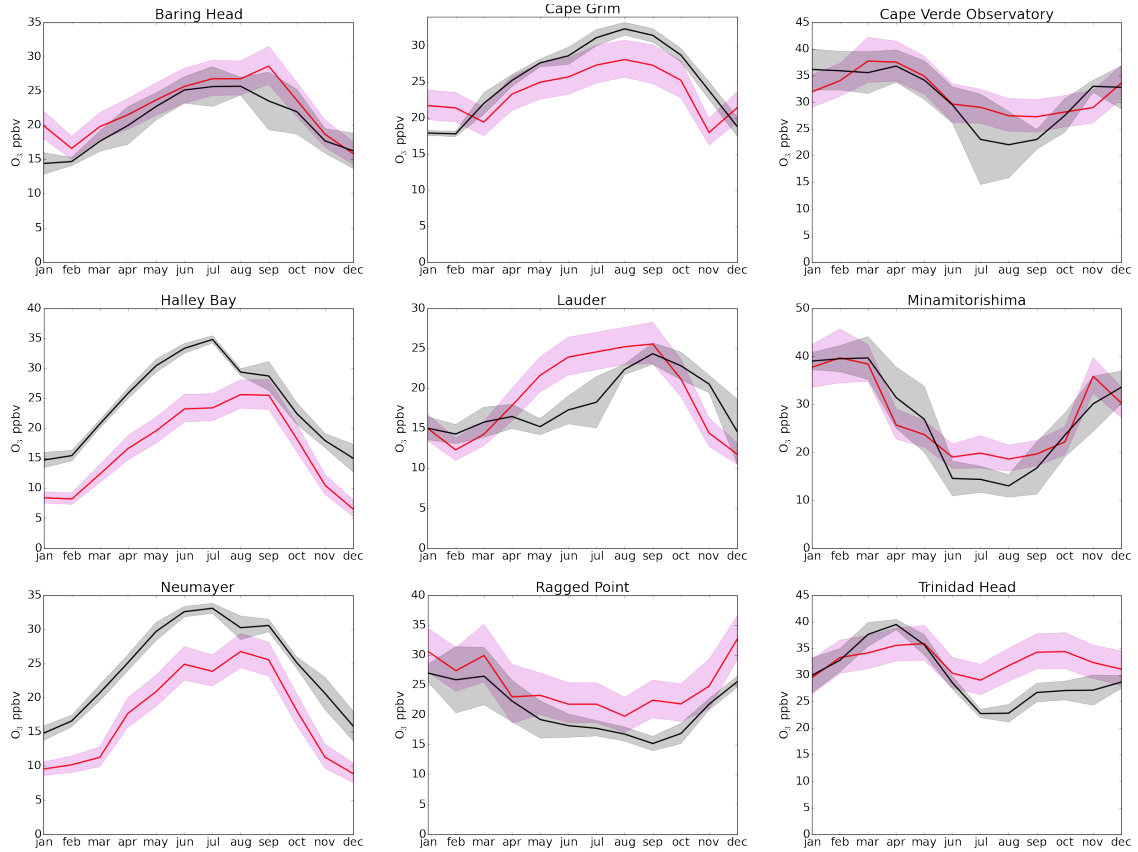 Baring Head
O₃ ppbv
35
30
25
20
15
10
5
0
jan feb mar apr may jun jul aug sep oct nov dec
Cape Grim
O₃ ppbv
30
25
20
15
10
5
0
jan feb mar apr may jun jul aug sep oct nov dec
Cape Verde Observatory
O₃ ppbv
45
40
35
30
25
20
15
10
5
0
jan feb mar apr may jun jul aug sep oct nov dec
Halley Bay
O₃ ppbv
40
35
30
25
20
15
10
5
0
jan feb mar apr may jun jul aug sep oct nov dec
Lauder
O₃ ppbv
30
25
20
15
10
5
0
jan feb mar apr may jun jul aug sep oct nov dec
Minamitorishima
O₃ ppbv
50
40
30
20
10
0
jan feb mar apr may jun jul aug sep oct nov dec
Neumayer
O₃ ppbv
35
30
25
20
15
10
5
0
jan feb mar apr may jun jul aug sep oct nov dec
Ragged Point
O₃ ppbv
40
35
30
25
20
15
10
5
0
jan feb mar apr may jun jul aug sep oct nov dec
Trinidad Head
O₃ ppbv
45
40
35
30
25
20
15
10
5
0
jan feb mar apr may jun jul aug sep oct nov dec